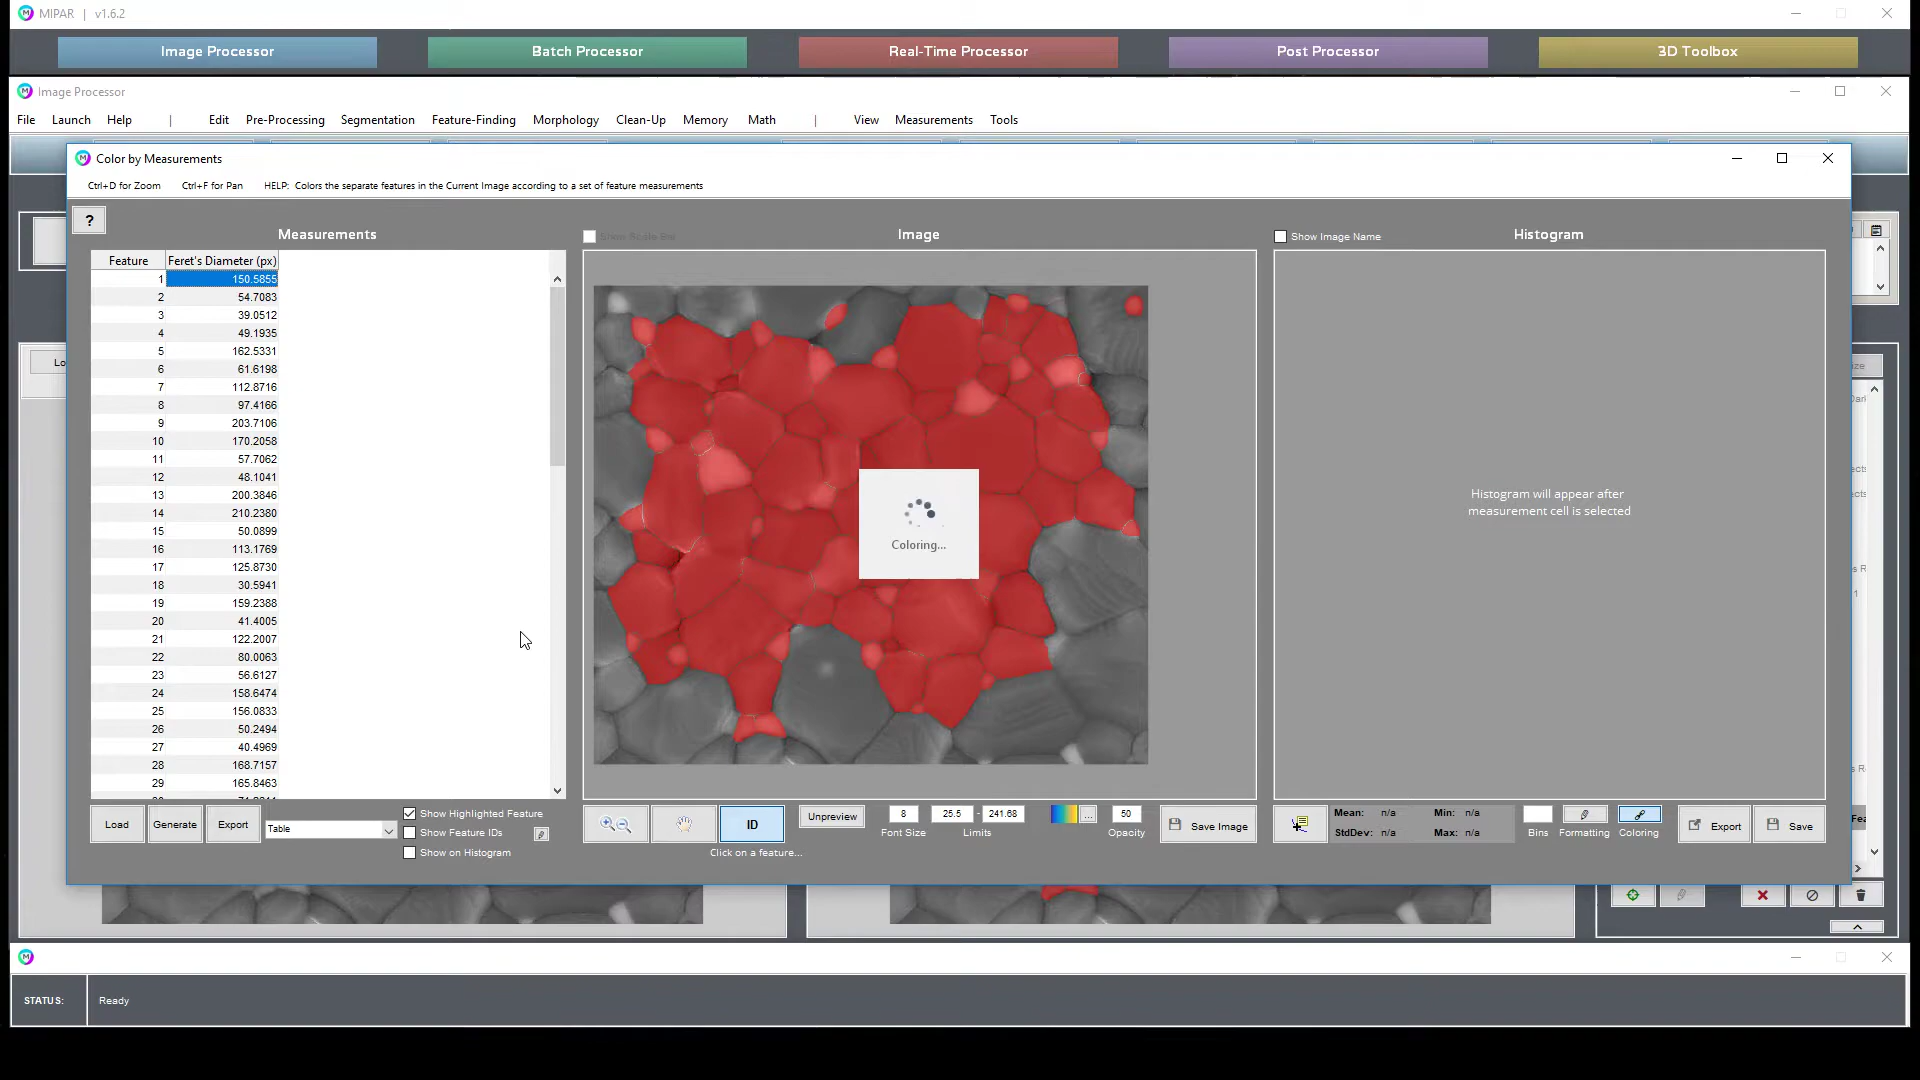 MIPAR | v1.6.2
Image Processor
Batch Processor
Real-Time Processor
Post Processor
3D Toolbox
Image Processor
File Launch Help | Edit Pre-Processing Segmentation Feature-Finding Morphology Clean-Up Memory Math | View Measurements Tools
Color by Measurements
Ctrl+D for Zoom Ctrl+F for Pan HELP: Colors the separate features in the Current Image according to a set of feature measurements
?
Measurements
Feature Feret's Diameter (px)
1 150.5855
2 54.7083
3 39.0512
4 49.1935
5 162.5331
6 61.6198
7 112.8716
8 97.4166
9 203.7106
10 170.2058
11 57.7062
12 48.1041
13 200.3846
14 210.2380
15 50.0899
16 113.1769
17 125.8730
18 30.5941
19 159.2388
20 41.4005
21 122.2007
22 80.0063
23 56.6127
24 158.6474
25 156.0833
26 50.2494
27 40.4969
28 168.7157
29 165.8463
Load Generate Export Table
Show Highlighted Feature
Show Feature IDs
Show on Histogram
Show Scale Bar
Image
Coloring...
ID
Click on a feature...
Unpreview
8
Font Size
25.5 - 241.68
Limits
...
50
Opacity
Save Image
Show Image Name
Histogram
Histogram will appear after
measurement cell is selected
Mean: n/a Min: n/a
StdDev: n/a Max: n/a
Bins Formatting Coloring
Export
Save
STATUS: Ready